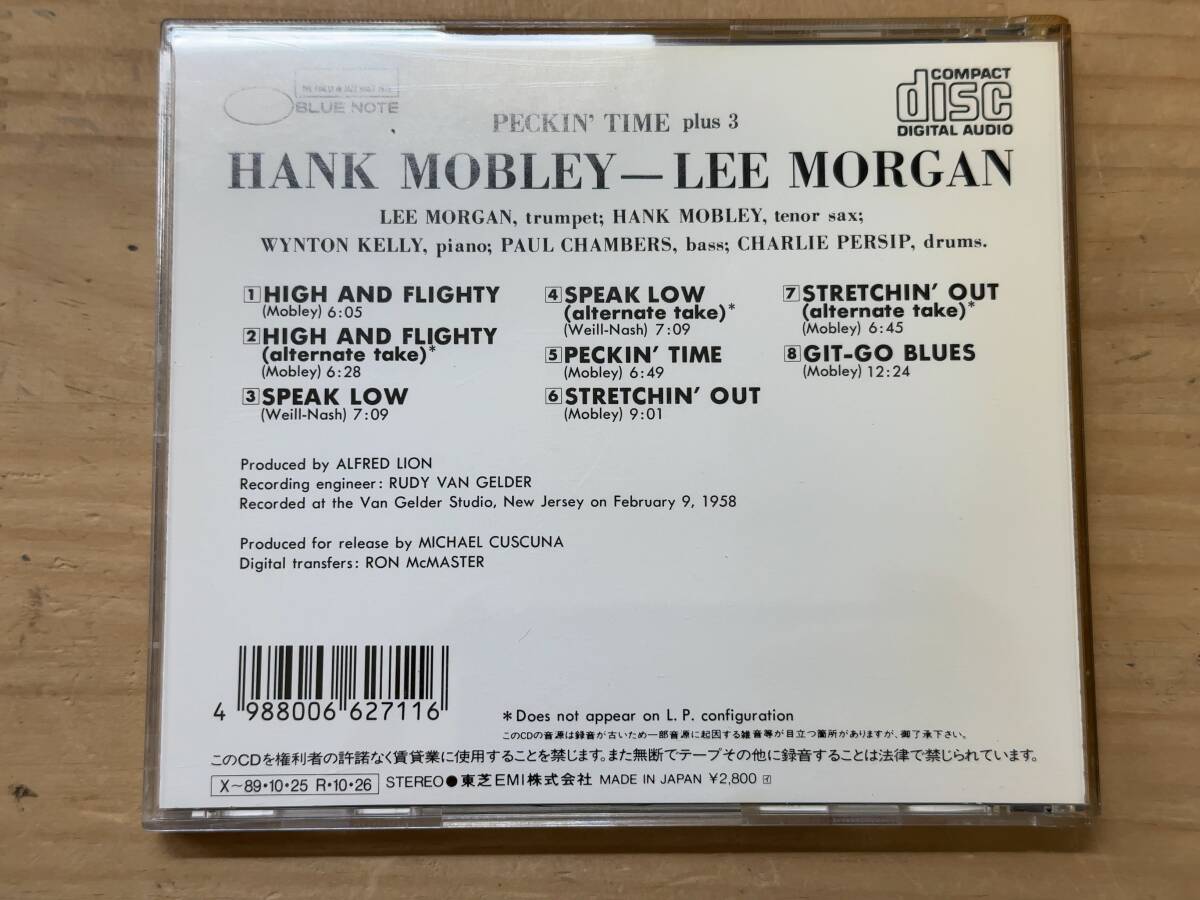 THE FINEST IN JAZZ SINCE 1939
BLUE NOTE
COMPACT
disc
DIGITAL AUDIO
PECKIN' TIME plus 3
HANK MOBLEY—LEE MORGAN
LEE MORGAN, trumpet; HANK MOBLEY, tenor sax;
WYNTON KELLY, piano; PAUL CHAMBERS, bass; CHARLIE PERSIP, drums.
1 HIGH AND FLIGHTY
(Mobley) 6:05
2 HIGH AND FLIGHTY
(alternate take)*
(Mobley) 6:28
3 SPEAK LOW
(Weill-Nash) 7:09
4 SPEAK LOW
(alternate take)*
(Weill-Nash) 7:09
5 PECKIN' TIME
(Mobley) 6:49
6 STRETCHIN' OUT
(Mobley) 9:01
7 STRETCHIN' OUT
(alternate take)*
(Mobley) 6:45
8 GIT-GO BLUES
(Mobley) 12:24
Produced by ALFRED LION
Recording engineer: RUDY VAN GELDER
Recorded at the Van Gelder Studio, New Jersey on February 9, 1958
Produced for release by MICHAEL CUSCUNA
Digital transfers: RON McMASTER
4 988006 627116
*Does not appear on L. P. configuration
このCDの音源は録音が古いため一部音源に起因する雑音等が目立つ箇所がありますが、御了承下さい。
このCDを権利者の許諾なく賃貸業に使用することを禁じます。また無断でテープその他に録音することは法律で禁じられています。
X～89・10・25 R・10・26 STEREO●東芝EMI株式会社 MADE IN JAPAN ¥2,800